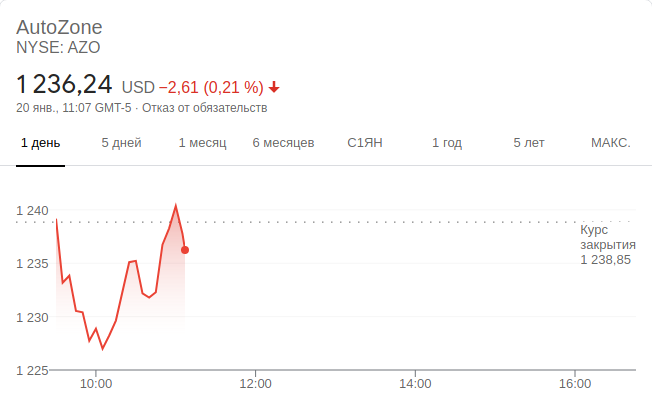 AutoZone
NYSE: AZO
1 236,24 USD −2,61 (0,21 %)
20 янв., 11:07 GMT-5 · Отказ от обязательств
1 день 5 дней 1 месяц 6 месяцев С1ЯН 1 год 5 лет МАКС.
1 240
Курс
закрытия
1 238,85
1 235
1 230
1 225
10:00 12:00 14:00 16:00